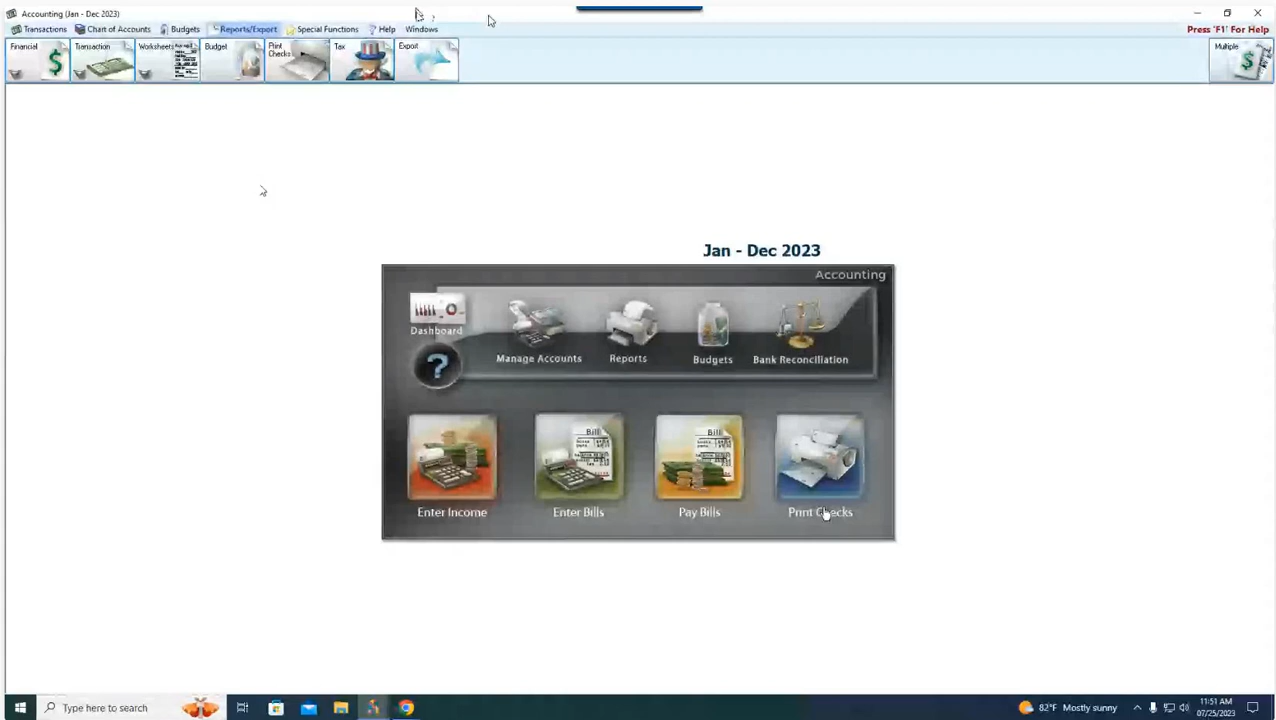 Accounting (Jan - Dec 2023)
Transactions Chart of Accounts Budgets Reports/Export Special Functions Help Windows Press 'F1' For Help
Financial Transaction Worksheets Budget Print Checks Tax Export Multiple
Jan - Dec 2023
Accounting
Dashboard
Manage Accounts Reports Budgets Bank Reconciliation
?
Bill Bill
Enter Income Enter Bills Pay Bills Print Checks
Type here to search 82°F Mostly sunny 11:51 AM
07/25/2023